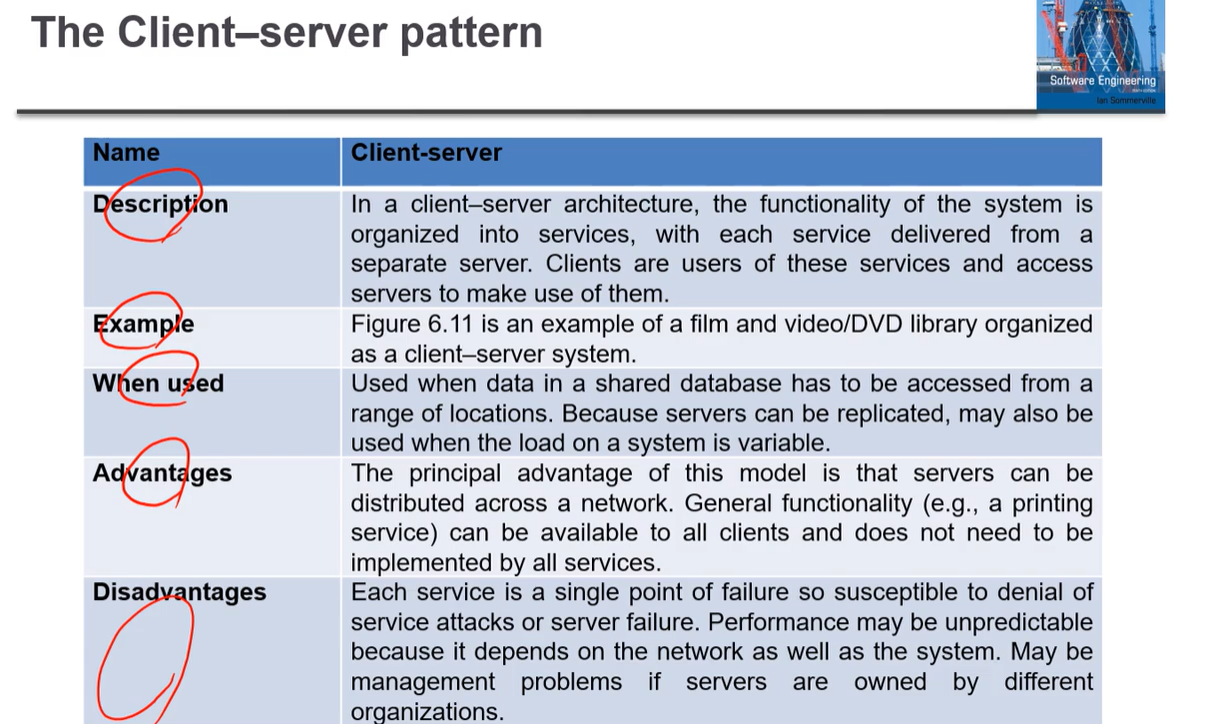 The Client–server pattern
Software Engineering
Ian Sommerville
Name
Client-server
Description
In a client–server architecture, the functionality of the system is
organized into services, with each service delivered from a
separate server. Clients are users of these services and access
servers to make use of them.
Example
Figure 6.11 is an example of a film and video/DVD library organized
as a client–server system.
When used
Used when data in a shared database has to be accessed from a
range of locations. Because servers can be replicated, may also be
used when the load on a system is variable.
Advantages
The principal advantage of this model is that servers can be
distributed across a network. General functionality (e.g., a printing
service) can be available to all clients and does not need to be
implemented by all services.
Disadvantages
Each service is a single point of failure so susceptible to denial of
service attacks or server failure. Performance may be unpredictable
because it depends on the network as well as the system. May be
management problems if servers are owned by different
organizations.